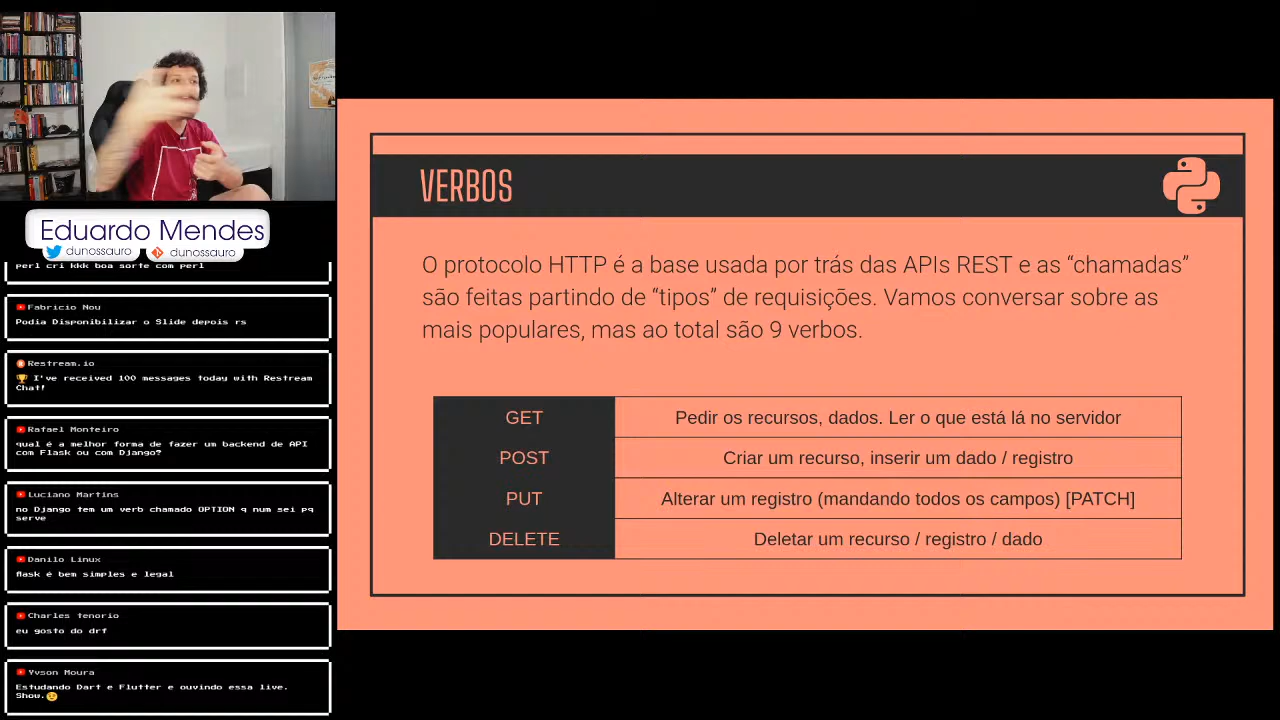 Eduardo Mendes
dunossauro dunossauro
perl cri kkk boa sorte com perl
Fabricio Nou
Podia Disponibilizar o Slide depois rs
Restream.io
🏆 I've received 100 messages today with Restream
Chat!
Rafael Monteiro
qual é a melhor forma de fazer um backend de API
com Flask ou com Django?
Luciano Martins
no Django tem um verb chamado OPTION q num sei pq
serve
Danilo Linux
flask é bem simples e legal
Charles tenorio
eu gosto do drf
Yvson Moura
Estudando Dart e Flutter e ouvindo essa live.
Show.😉
VERBOS
O protocolo HTTP é a base usada por trás das APIs REST e as “chamadas”
são feitas partindo de “tipos” de requisições. Vamos conversar sobre as
mais populares, mas ao total são 9 verbos.
GET Pedir os recursos, dados. Ler o que está lá no servidor
POST Criar um recurso, inserir um dado / registro
PUT Alterar um registro (mandando todos os campos) [PATCH]
DELETE Deletar um recurso / registro / dado